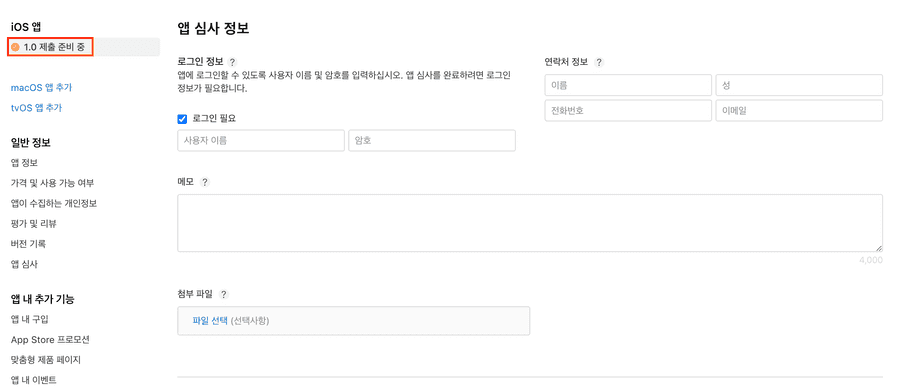 iOS 앱
1.0 제출 준비 중
macOS 앱 추가
tvOS 앱 추가
일반 정보
앱 정보
가격 및 사용 가능 여부
앱이 수집하는 개인정보
평가 및 리뷰
버전 기록
앱 심사
앱 내 추가 기능
앱 내 구입
App Store 프로모션
맞춤형 제품 페이지
앱 내 이벤트
앱 심사 정보
로그인 정보 ?
앱에 로그인할 수 있도록 사용자 이름 및 암호를 입력하십시오. 앱 심사를 완료하려면 로그인
정보가 필요합니다.
로그인 필요
사용자 이름 암호
연락처 정보 ?
이름 성
전화번호 이메일
메모 ?
4,000
첨부 파일 ?
파일 선택 (선택사항)